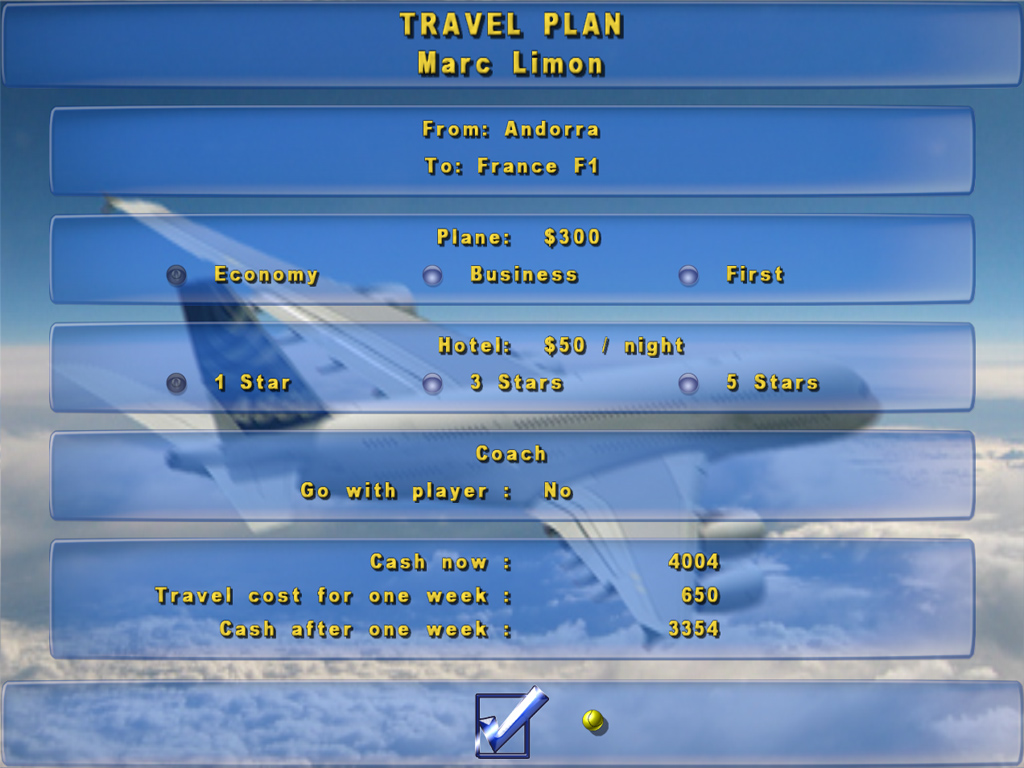 TRAVEL PLAN
Marc Limon
From: Andorra
To: France F1
Plane: $300
Economy Business First
Hotel: $50 / night
1 Star 3 Stars 5 Stars
Coach
Go with player : No
Cash now : 4004
Travel cost for one week : 650
Cash after one week : 3354